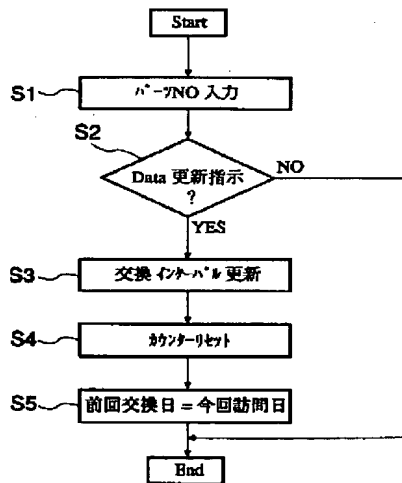 Start
S1
ﾊﾟｰﾂNO 入力
S2
Data 更新指示
?
NO
YES
S3
交換 ｲﾝﾀｰﾊﾞﾙ 更新
S4
ｶｳﾝﾀｰﾘｾｯﾄ
S5
前回交換日 = 今回訪問日
End